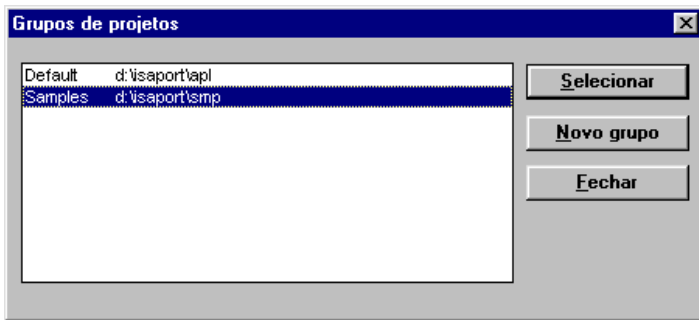 Grupos de projetos
Default d:\isaport\apl
Samples d:\isaport\smp
Selecionar
Novo grupo
Fechar